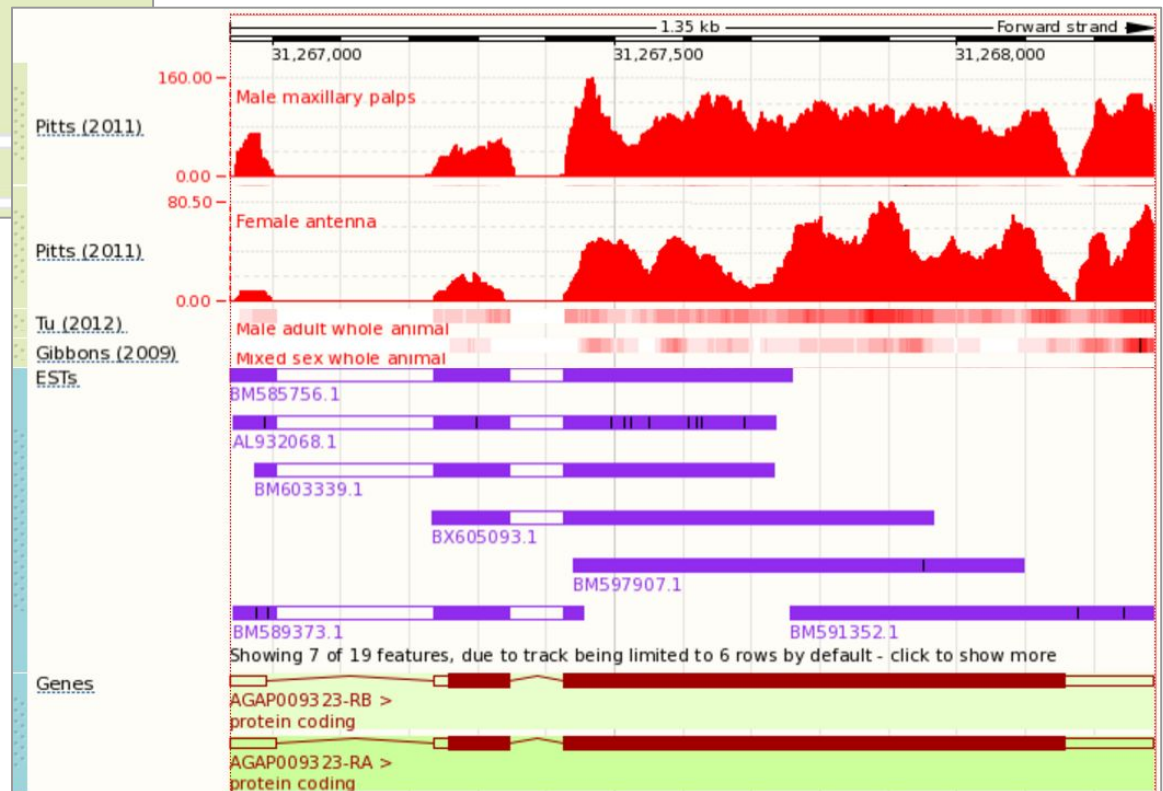 1.35 kb Forward strand
31,267,000 31,267,500 31,268,000
160.00
Male maxillary palps
Pitts (2011)
0.00
80.50
Female antenna
Pitts (2011)
0.00
Tu (2012)
Male adult whole animal
Gibbons (2009)
Mixed sex whole animal
ESTs
BM585756.1
AL932068.1
BM603339.1
BX605093.1
BM597907.1
BM589373.1 BM591352.1
Showing 7 of 19 features, due to track being limited to 6 rows by default - click to show more
Genes
AGAP009323-RB >
protein coding
AGAP009323-RA >
protein coding